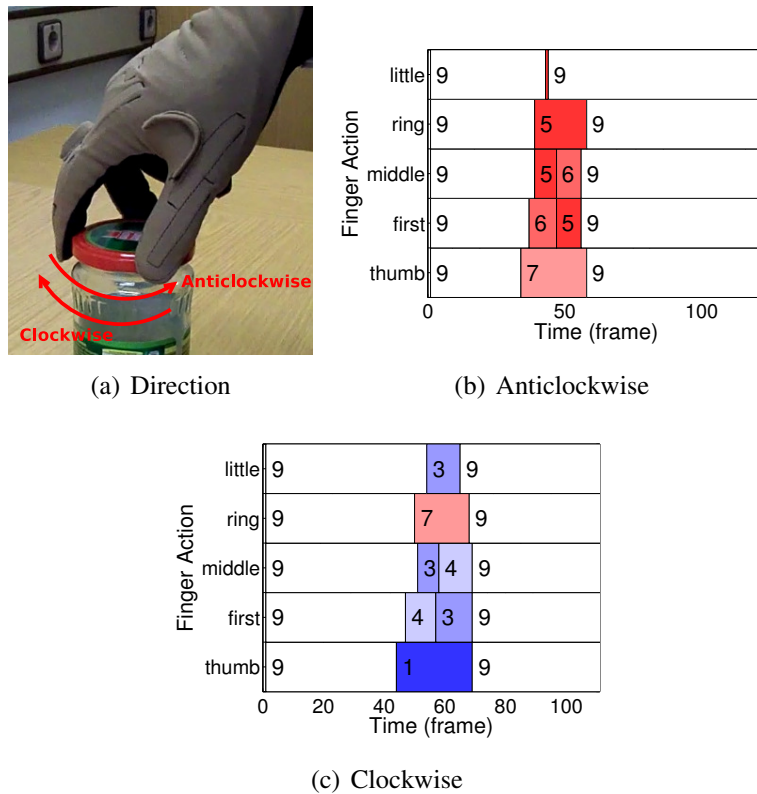 Anticlockwise
Clockwise
(a) Direction
Finger Action
little 9 9
ring 9 5 9
middle 9 5 6 9
first 9 6 5 9
thumb 9 7 9
0 50 100
Time (frame)
(b) Anticlockwise
Finger Action
little 9 3 9
ring 9 7 9
middle 9 3 4 9
first 9 4 3 9
thumb 9 1 9
0 20 40 60 80 100
Time (frame)
(c) Clockwise